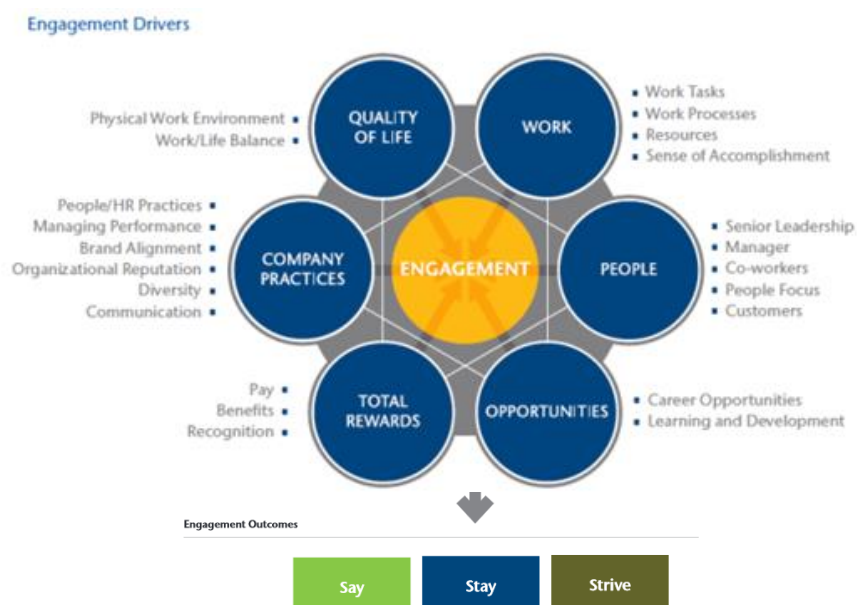 Engagement Drivers
QUALITY
OF LIFE
Physical Work Environment
Work/Life Balance
WORK
Work Tasks
Work Processes
Resources
Sense of Accomplishment
People/HR Practices
Managing Performance
Brand Alignment
Organizational Reputation
Diversity
Communication
COMPANY
PRACTICES
ENGAGEMENT
PEOPLE
Senior Leadership
Manager
Co-workers
People Focus
Customers
Pay
Benefits
Recognition
TOTAL
REWARDS
OPPORTUNITIES
Career Opportunities
Learning and Development
Engagement Outcomes
Say
Stay
Strive